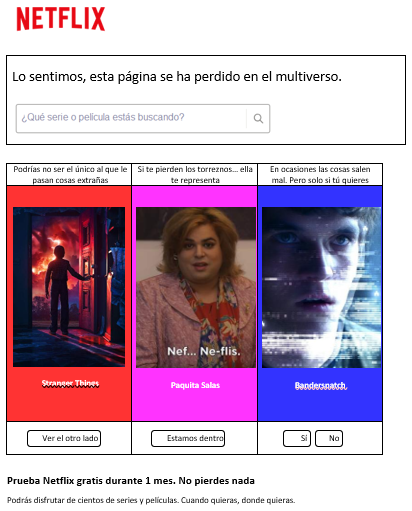 NETFLIX
Lo sentimos, esta página se ha perdido en el multiverso.
¿Qué serie o película estás buscando?
Podrías no ser el único al que le
pasan cosas extrañas
Si te pierden los torreznos… ella
te representa
En ocasiones las cosas salen
mal. Pero solo si tú quieres
Nef... Ne-flis.
Stranger Things
Paquita Salas
Bandersnatch
Ver el otro lado
Estamos dentro
Sí
No
Prueba Netflix gratis durante 1 mes. No pierdes nada
Podrás disfrutar de cientos de series y películas. Cuando quieras, donde quieras.